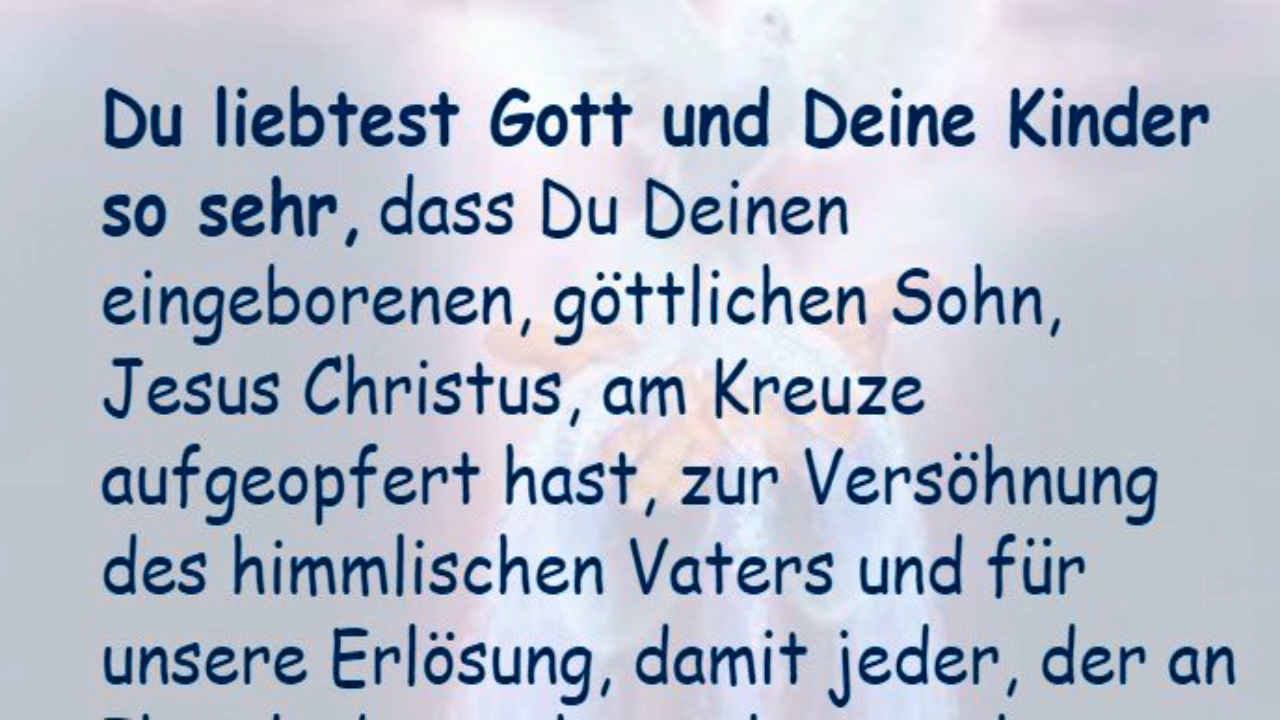 Du liebtest Gott und Deine Kinder
so sehr, dass Du Deinen
eingeborenen, göttlichen Sohn,
Jesus Christus, am Kreuze
aufgeopfert hast, zur Versöhnung
des himmlischen Vaters und für
unsere Erlösung, damit jeder, der an